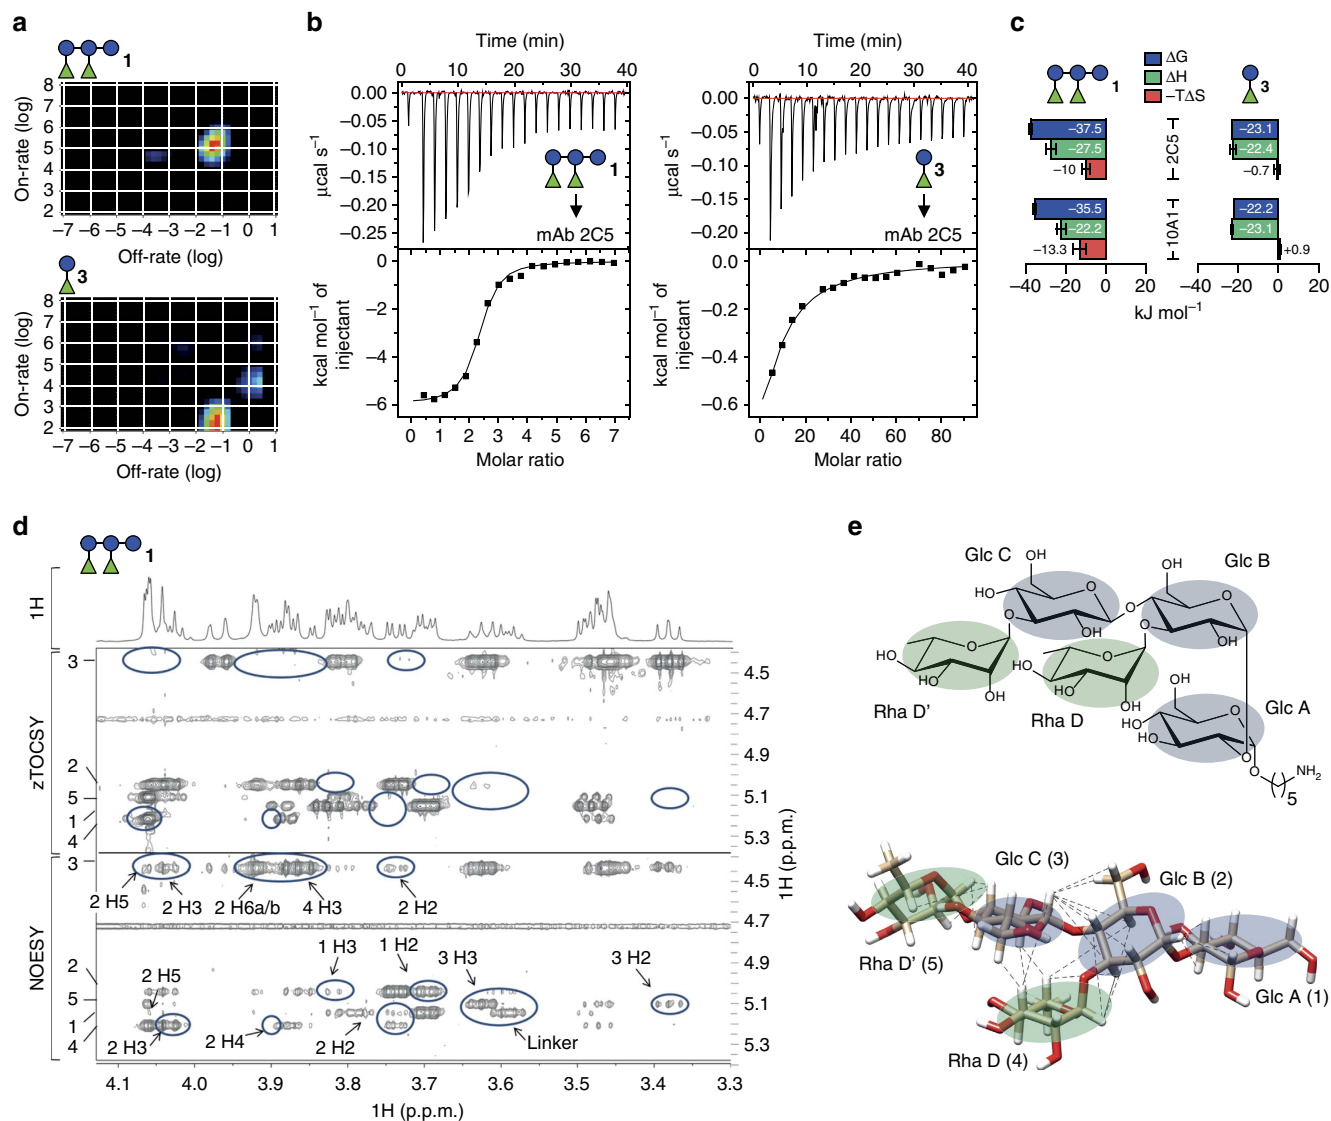 a
1
On-rate (log)
8
7
6
5
4
3
2
−7 −6 −5 −4 −3 −2 −1 0 1
Off-rate (log)
3
On-rate (log)
8
7
6
5
4
3
2
−7 −6 −5 −4 −3 −2 −1 0 1
Off-rate (log)
b
Time (min)
0 10 20 30 40
µcal s−1
0.00
−0.05
−0.10
−0.15
−0.20
−0.25
1
mAb 2C5
kcal mol−1 of
injectant
0
−2
−4
−6
0 1 2 3 4 5 6 7
Molar ratio
Time (min)
0 10 20 30 40
µcal s−1
0.00
−0.05
−0.10
−0.15
−0.20
3
mAb 2C5
kcal mol−1 of
injectant
0.0
−0.2
−0.4
−0.6
0 20 40 60 80
Molar ratio
c
ΔG
ΔH
−TΔS
1
3
−37.5
−27.5
−10
2C5
−23.1
−22.4
−0.7
−35.5
−22.2
−13.3
10A1
−22.2
−23.1
+0.9
−40 −20 0 20
−40 −20 0 20
kJ mol−1
d
1
1H
zTOCSY
3
2
5
1
4
4.5
4.7
4.9
5.1
5.3
NOESY
3
2 H5
2 H3
2 H6a/b
4 H3
2 H2
2
5
1
4
2 H5
2 H3
2 H4
1 H3
2 H2
1 H2
3 H3
Linker
3 H2
4.5
4.7
4.9
5.1
5.3
1H (p.p.m.)
4.1 4.0 3.9 3.8 3.7 3.6 3.5 3.4 3.3
1H (p.p.m.)
e
Glc C
Glc B
Glc A
Rha D'
Rha D
OH
HO
O
O
OH
O
OH
O
OH
O
HO
HO
O
OH
O
HO
HO
O
OH
OH
HO
HO
O
O
O
NH2
5
Glc C (3)
Glc B (2)
Rha D' (5)
Glc A (1)
Rha D (4)